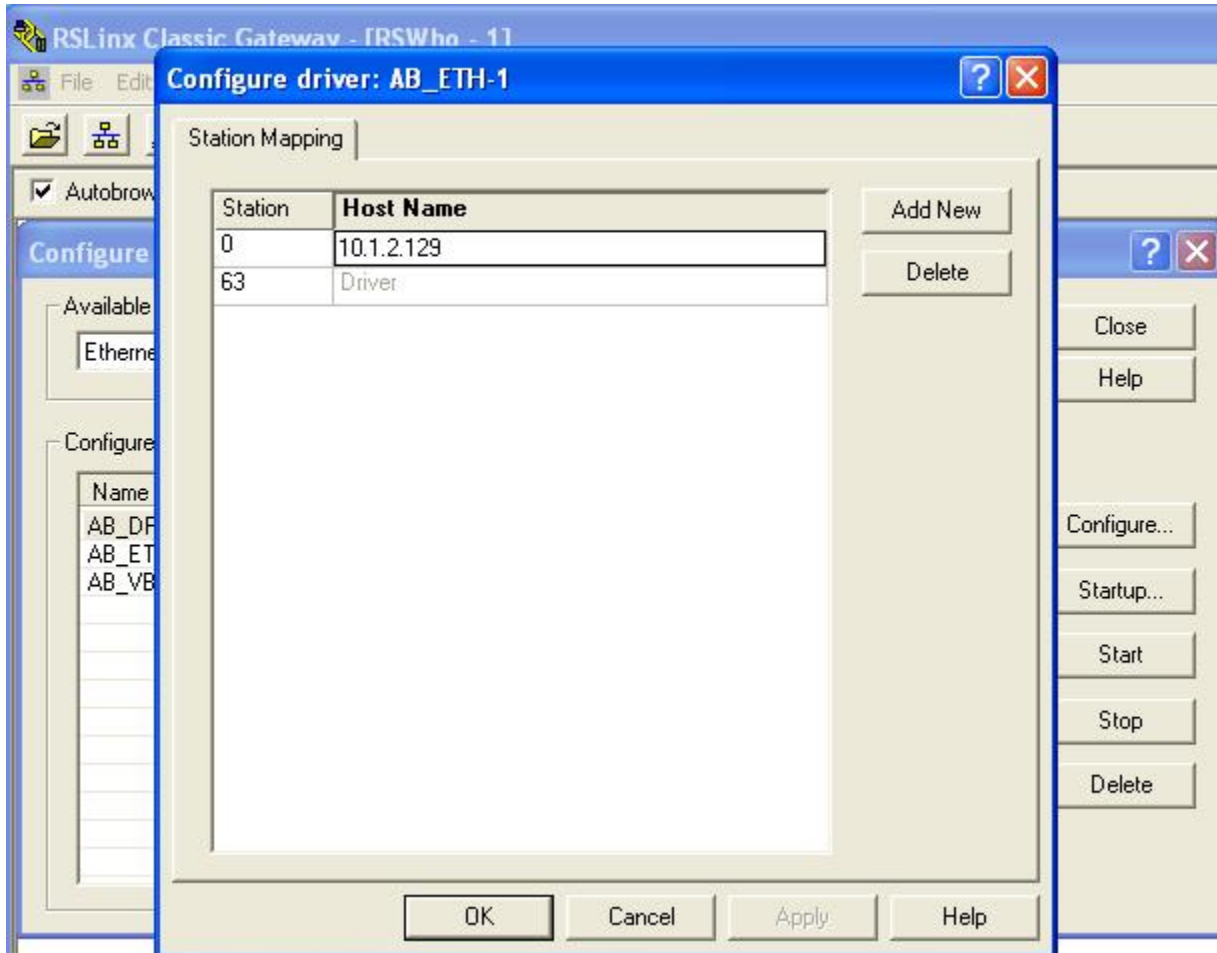 RSLinx Classic Gateway - [RSWho - 1]
File Edit
Configure driver: AB_ETH-1
Station Mapping
Autobrow
Station Host Name
0 10.1.2.129
63 Driver
Add New
Delete
Configure
Available
Etherne
Close
Help
Configure
Name
AB_DF
AB_ET
AB_VB
Configure...
Startup...
Start
Stop
Delete
OK Cancel Apply Help